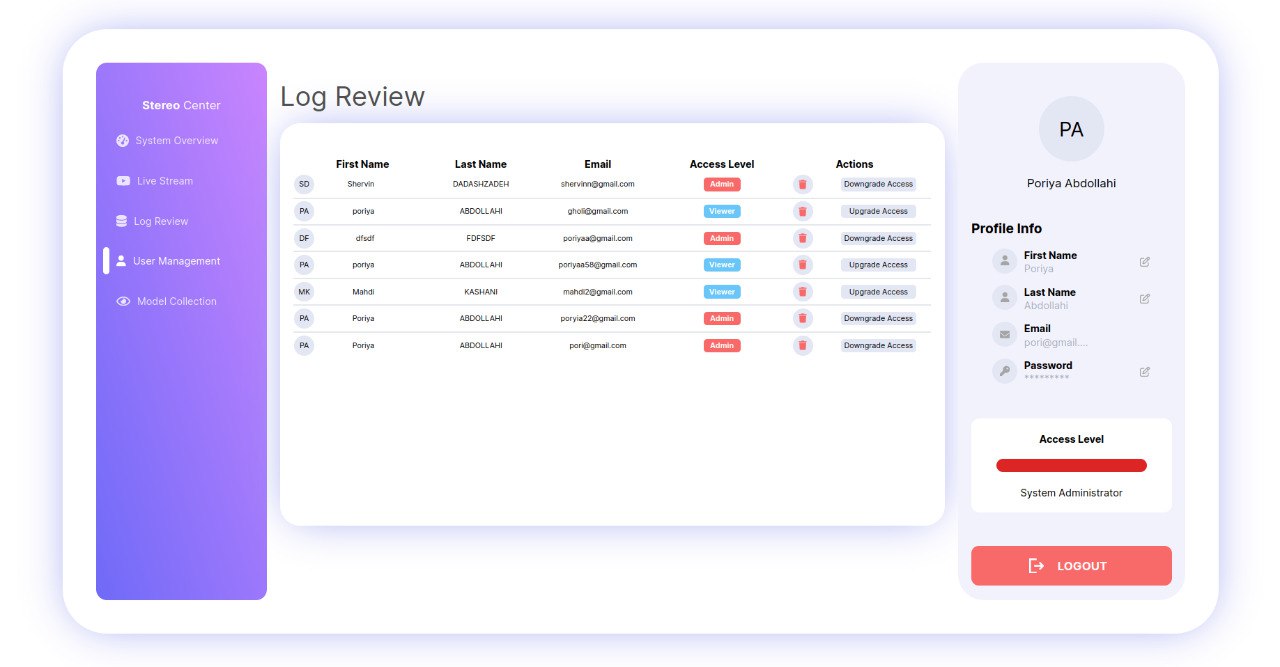 Stereo Center
System Overview
Live Stream
Log Review
User Management
Model Collection
Log Review
First Name Last Name Email Access Level Actions
SD Shervin DADASHZADEH shervinn@gmail.com Admin Downgrade Access
PA poriya ABDOLLAHI gholi@gmail.com Viewer Upgrade Access
DF dfsdf FDFSDF poriyaa@gmail.com Admin Downgrade Access
PA poriya ABDOLLAHI poriyaa58@gmail.com Viewer Upgrade Access
MK Mahdi KASHANI mahdi2@gmail.com Viewer Upgrade Access
PA Poriya ABDOLLAHI poryia22@gmail.com Admin Downgrade Access
PA Poriya ABDOLLAHI pori@gmail.com Admin Downgrade Access
PA
Poriya Abdollahi
Profile Info
First Name
Poriya
Last Name
Abdollahi
Email
pori@gmail....
Password
*********
Access Level
System Administrator
LOGOUT